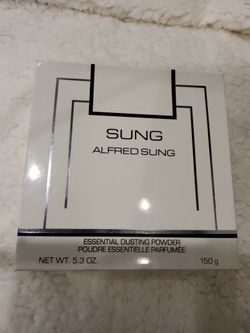 SUNG
ALFRED SUNG
ESSENTIAL DUSTING POWDER
POUDRE ESSENTIELLE PARFUMÉE
NET WT. 5.3 OZ. 150 g